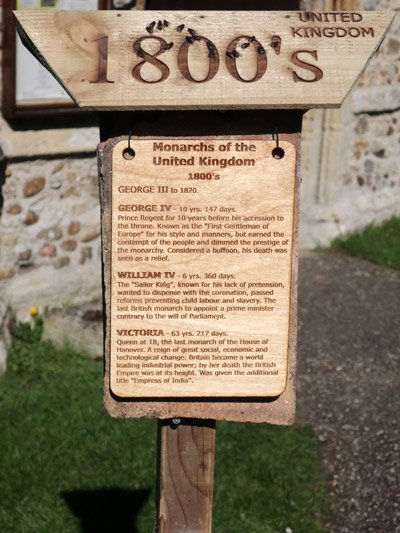 UNITED
KINGDOM
1800's
Monarchs of the
United Kingdom
1800's
GEORGE III to 1820.
GEORGE IV - 10 yrs. 147 days.
Prince Regent for 10 years before his accession to
the throne. Known as the "First Gentleman of
Europe" for his style and manners, but earned the
contempt of the people and dimmed the prestige of
the monarchy. Considered a buffoon, his death was
seen as a relief.
WILLIAM IV - 6 yrs. 360 days.
The "Sailor King", known for his lack of pretension,
wanted to dispense with the coronation, passed
reforms preventing child labour and slavery. The
last British monarch to appoint a prime minister
contrary to the will of Parliament.
VICTORIA - 63 yrs. 217 days.
Queen at 18, the last monarch of the House of
Hanover. A reign of great social, economic and
technological change. Britain became a world
leading industrial power; by her death the British
Empire was at its height. Was given the additional
title "Empress of India".